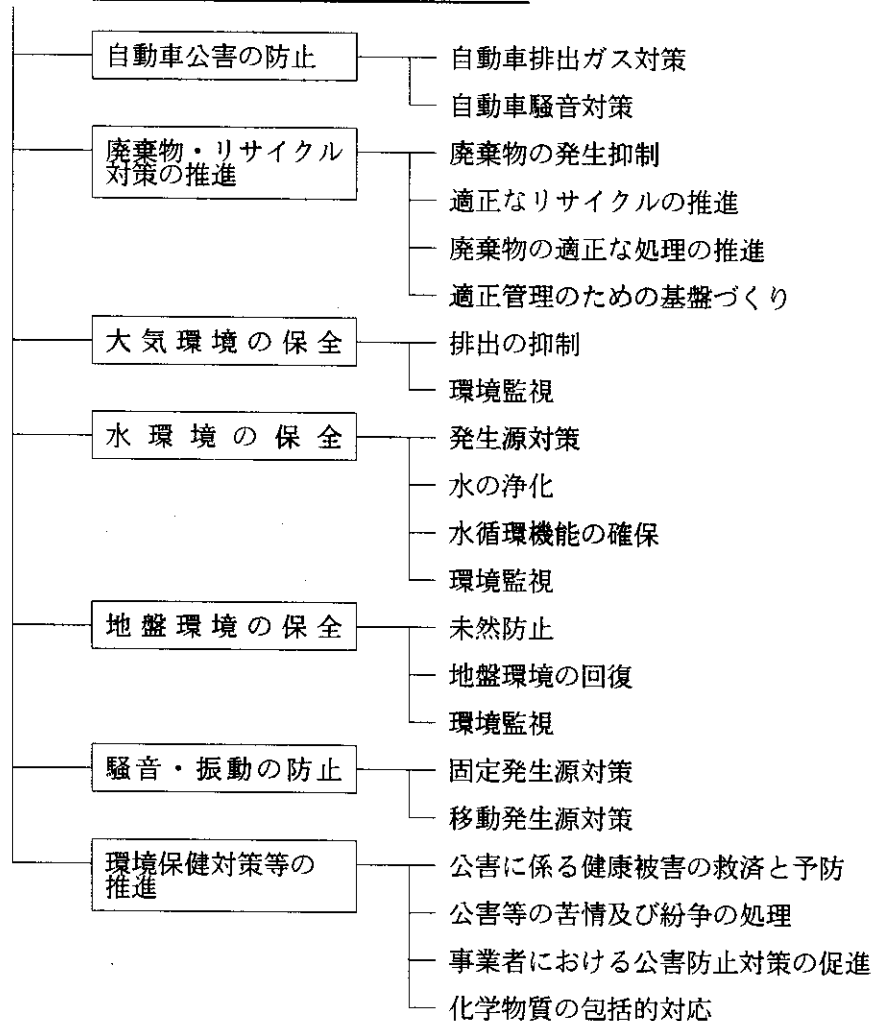 自動車公害の防止
自動車排出ガス対策
自動車騒音対策
廃棄物・リサイクル
対策の推進
廃棄物の発生抑制
適正なリサイクルの推進
廃棄物の適正な処理の推進
適正管理のための基盤づくり
大気環境の保全
排出の抑制
環境監視
水環境の保全
発生源対策
水の浄化
水循環機能の確保
環境監視
地盤環境の保全
未然防止
地盤環境の回復
環境監視
騒音・振動の防止
固定発生源対策
移動発生源対策
環境保健対策等の
推進
公害に係る健康被害の救済と予防
公害等の苦情及び紛争の処理
事業者における公害防止対策の促進
化学物質の包括的対応